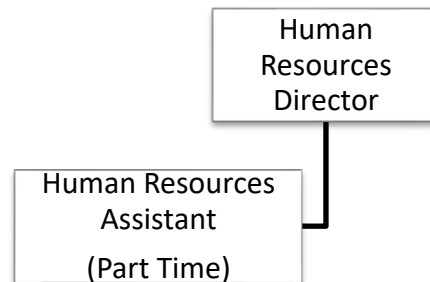 Human
Resources
Director
Human Resources
Assistant
(Part Time)